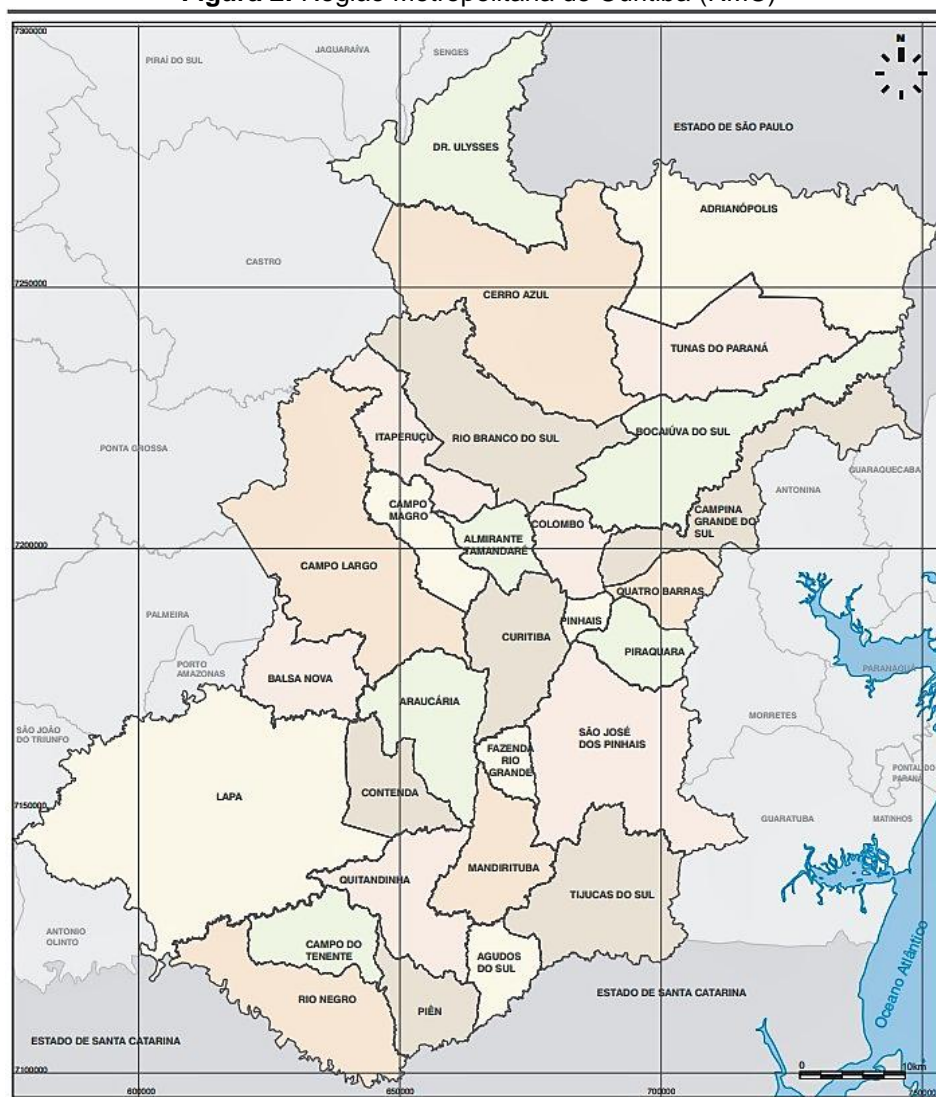 Figura 2: Região Metropolitana de Curitiba (RMC)
7300000
JAGUARAÍVA
SENGES
PIRAÍ DO SUL
N
ESTADO DE SÃO PAULO
DR. ULYSSES
ADRIANÓPOLIS
CASTRO
7250000
CERRO AZUL
TUNAS DO PARANÁ
ITAPERUÇU
RIO BRANCO DO SUL
BOCAIÚVA DO SUL
PONTA GROSSA
GUARAQUECABA
ANTONINA
CAMPO
MAGRO
CAMPINA
GRANDE DO
SUL
COLOMBO
ALMIRANTE
TAMANDARÉ
7200000
CAMPO LARGO
QUATRO BARRAS
PALMEIRA
PINHAIS
CURITIBA
PIRAQUARA
PORTO
AMAZONAS
BALSA NOVA
PARANAGUÁ
ARAUCÁRIA
SÃO JOÃO
DO TRIUNFO
MORRETES
SÃO JOSÉ
DOS PINHAIS
FAZENDA
RIO
GRANDE
PONTAL DO
PARANÁ
LAPA
CONTENDA
7150000
GUARATUBA
MATINHOS
MANDIRITUBA
QUITANDINHA
TIJUCAS DO SUL
ANTONIO
OLINTO
CAMPO DO
TENENTE
AGUDOS
DO SUL
RIO NEGRO
PIÊN
ESTADO DE SANTA CATARINA
Oceano Atlântico
ESTADO DE SANTA CATARINA
0
10km
7100000
600000
650000
700000
750000